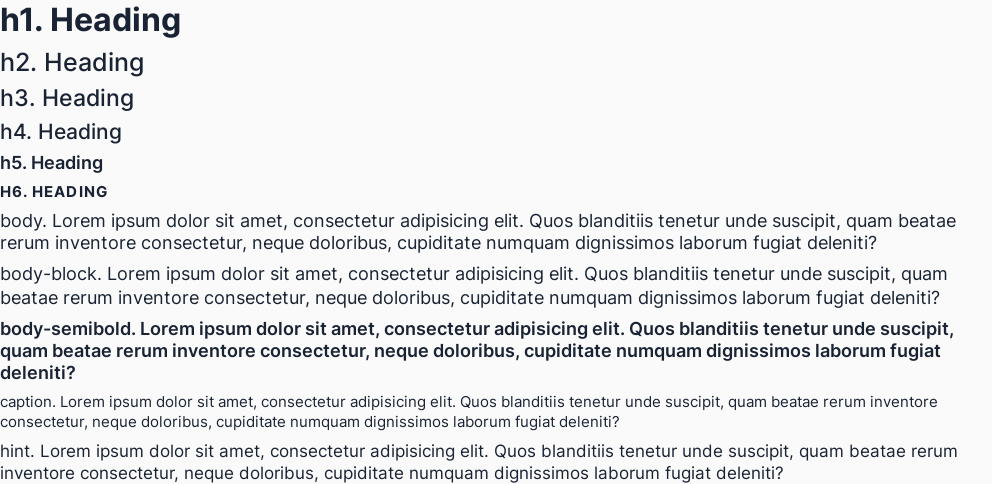 h1. Heading
h2. Heading
h3. Heading
h4. Heading
h5. Heading
H6. HEADING
body. Lorem ipsum dolor sit amet, consectetur adipisicing elit. Quos blanditiis tenetur unde suscipit, quam beatae
rerum inventore consectetur, neque doloribus, cupiditate numquam dignissimos laborum fugiat deleniti?
body-block. Lorem ipsum dolor sit amet, consectetur adipisicing elit. Quos blanditiis tenetur unde suscipit, quam
beatae rerum inventore consectetur, neque doloribus, cupiditate numquam dignissimos laborum fugiat deleniti?
body-semibold. Lorem ipsum dolor sit amet, consectetur adipisicing elit. Quos blanditiis tenetur unde suscipit,
quam beatae rerum inventore consectetur, neque doloribus, cupiditate numquam dignissimos laborum fugiat
deleniti?
caption. Lorem ipsum dolor sit amet, consectetur adipisicing elit. Quos blanditiis tenetur unde suscipit, quam beatae rerum inventore
consectetur, neque doloribus, cupiditate numquam dignissimos laborum fugiat deleniti?
hint. Lorem ipsum dolor sit amet, consectetur adipisicing elit. Quos blanditiis tenetur unde suscipit, quam beatae rerum
inventore consectetur, neque doloribus, cupiditate numquam dignissimos laborum fugiat deleniti?